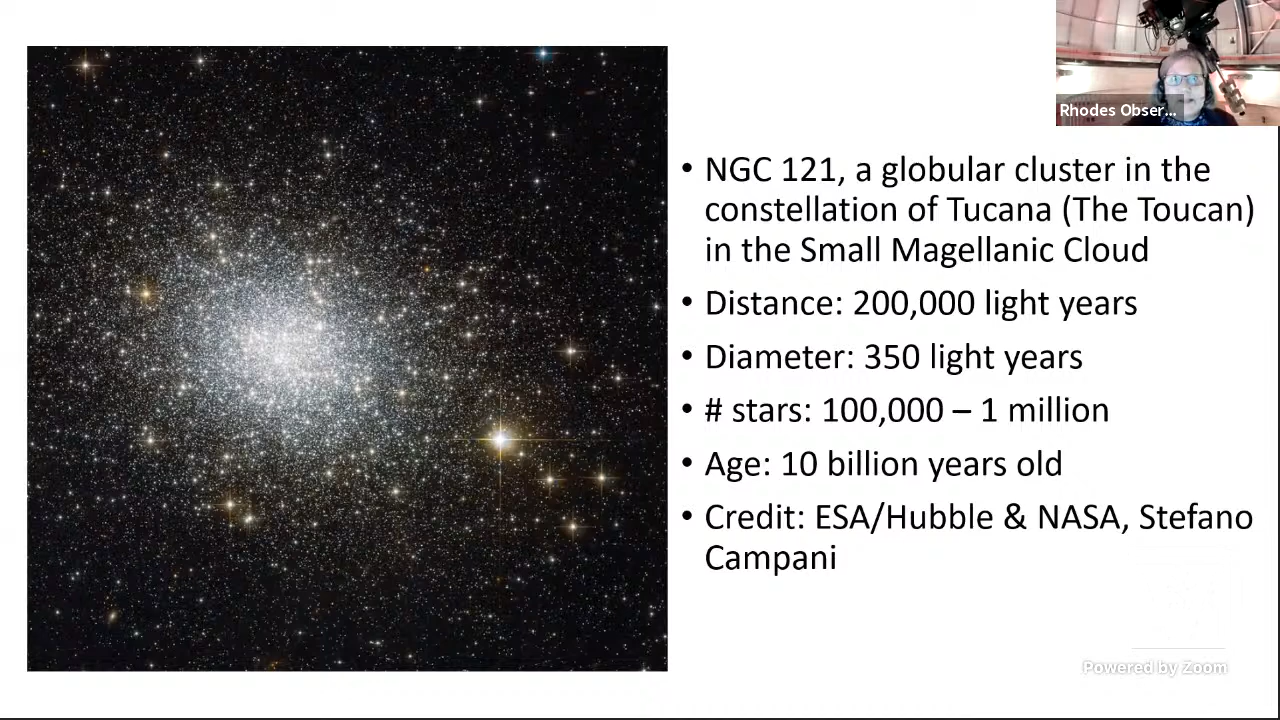 Rhodes Obser...
• NGC 121, a globular cluster in the
constellation of Tucana (The Toucan)
in the Small Magellanic Cloud
• Distance: 200,000 light years
• Diameter: 350 light years
• # stars: 100,000 – 1 million
• Age: 10 billion years old
• Credit: ESA/Hubble & NASA, Stefano
Campani
Powered by Zoom